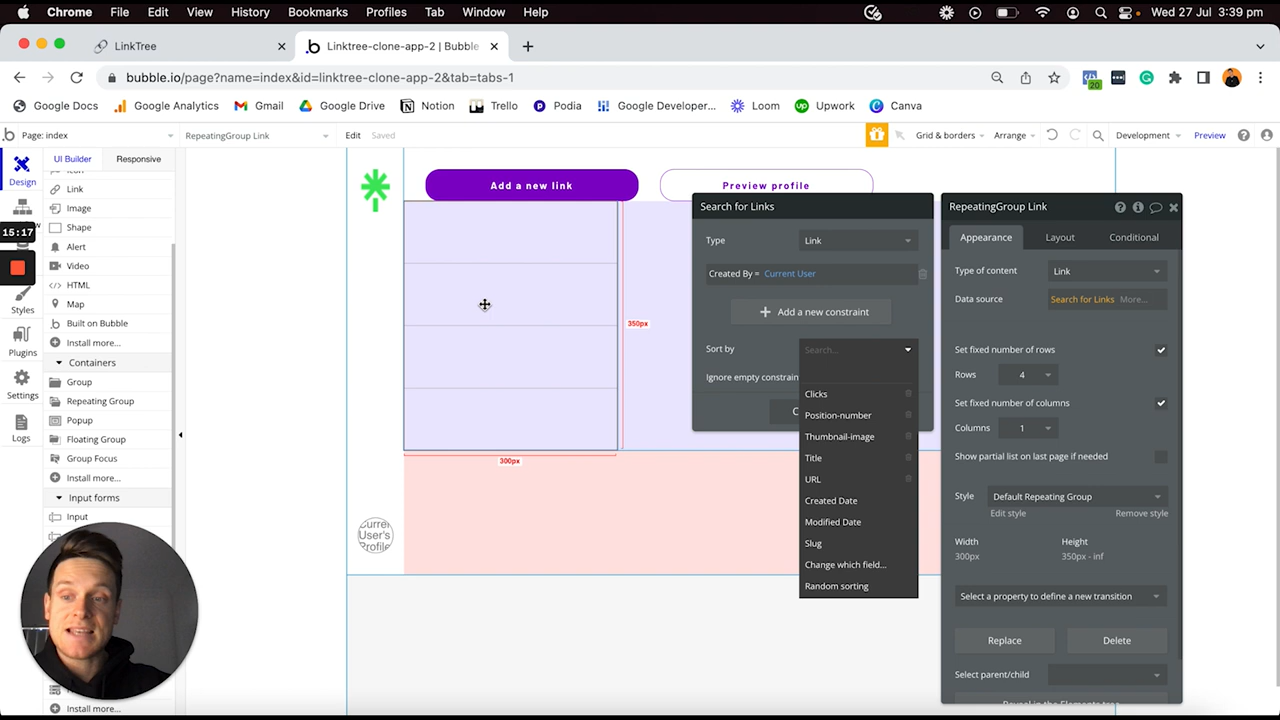 Chrome File Edit View History Bookmarks Profiles Tab Window Help Wed 27 Jul 3:39 pm
LinkTree
Linktree-clone-app-2 | Bubble
bubble.io/page?name=index&id=linktree-clone-app-2&tab=tabs-1
20
Google Docs Google Analytics Gmail Google Drive Notion Trello Podia Google Developer... Loom Upwork Canva
Page: index RepeatingGroup Link Edit Saved Grid & borders Arrange Development Preview
UI Builder Responsive
Design
15:17
Styles
Plugins
Settings
Logs
Link
Image
Shape
Alert
Video
HTML
Map
Built on Bubble
Install more...
Containers
Group
Repeating Group
Popup
Floating Group
Group Focus
Install more...
Input forms
Input
Install more...
Add a new link
Preview profile
350px
300px
Current
User's
Profile
Search for Links
Type Link
Created By = Current User
Add a new constraint
Sort by Search...
Ignore empty constrain
Clicks
Position-number
Thumbnail-image
Title
URL
Created Date
Modified Date
Slug
Change which field...
Random sorting
RepeatingGroup Link
Appearance Layout Conditional
Type of content Link
Data source Search for Links More...
Set fixed number of rows
Rows 4
Set fixed number of columns
Columns 1
Show partial list on last page if needed
Style Default Repeating Group
Edit style Remove style
Width Height
300px 350px - inf
Select a property to define a new transition
Replace Delete
Select parent/child
Reveal in the Elements tree